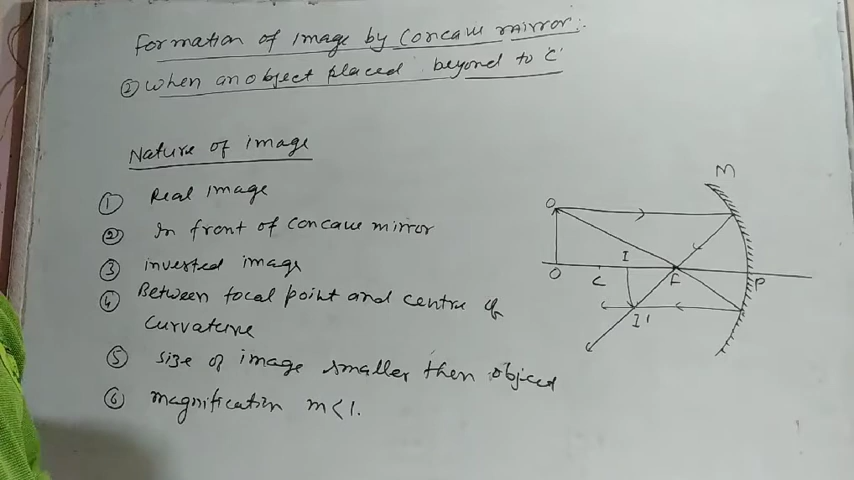 Formation of image by Concave mirror:.
② When an object placed beyond to 'C'
Nature of image
① Real image
② In front of concave mirror
③ inverted image
④ Between focal point and centre of
curvature
⑤ size of image smaller then object
⑥ magnification m < 1.
M
O
I
O C F P
I'